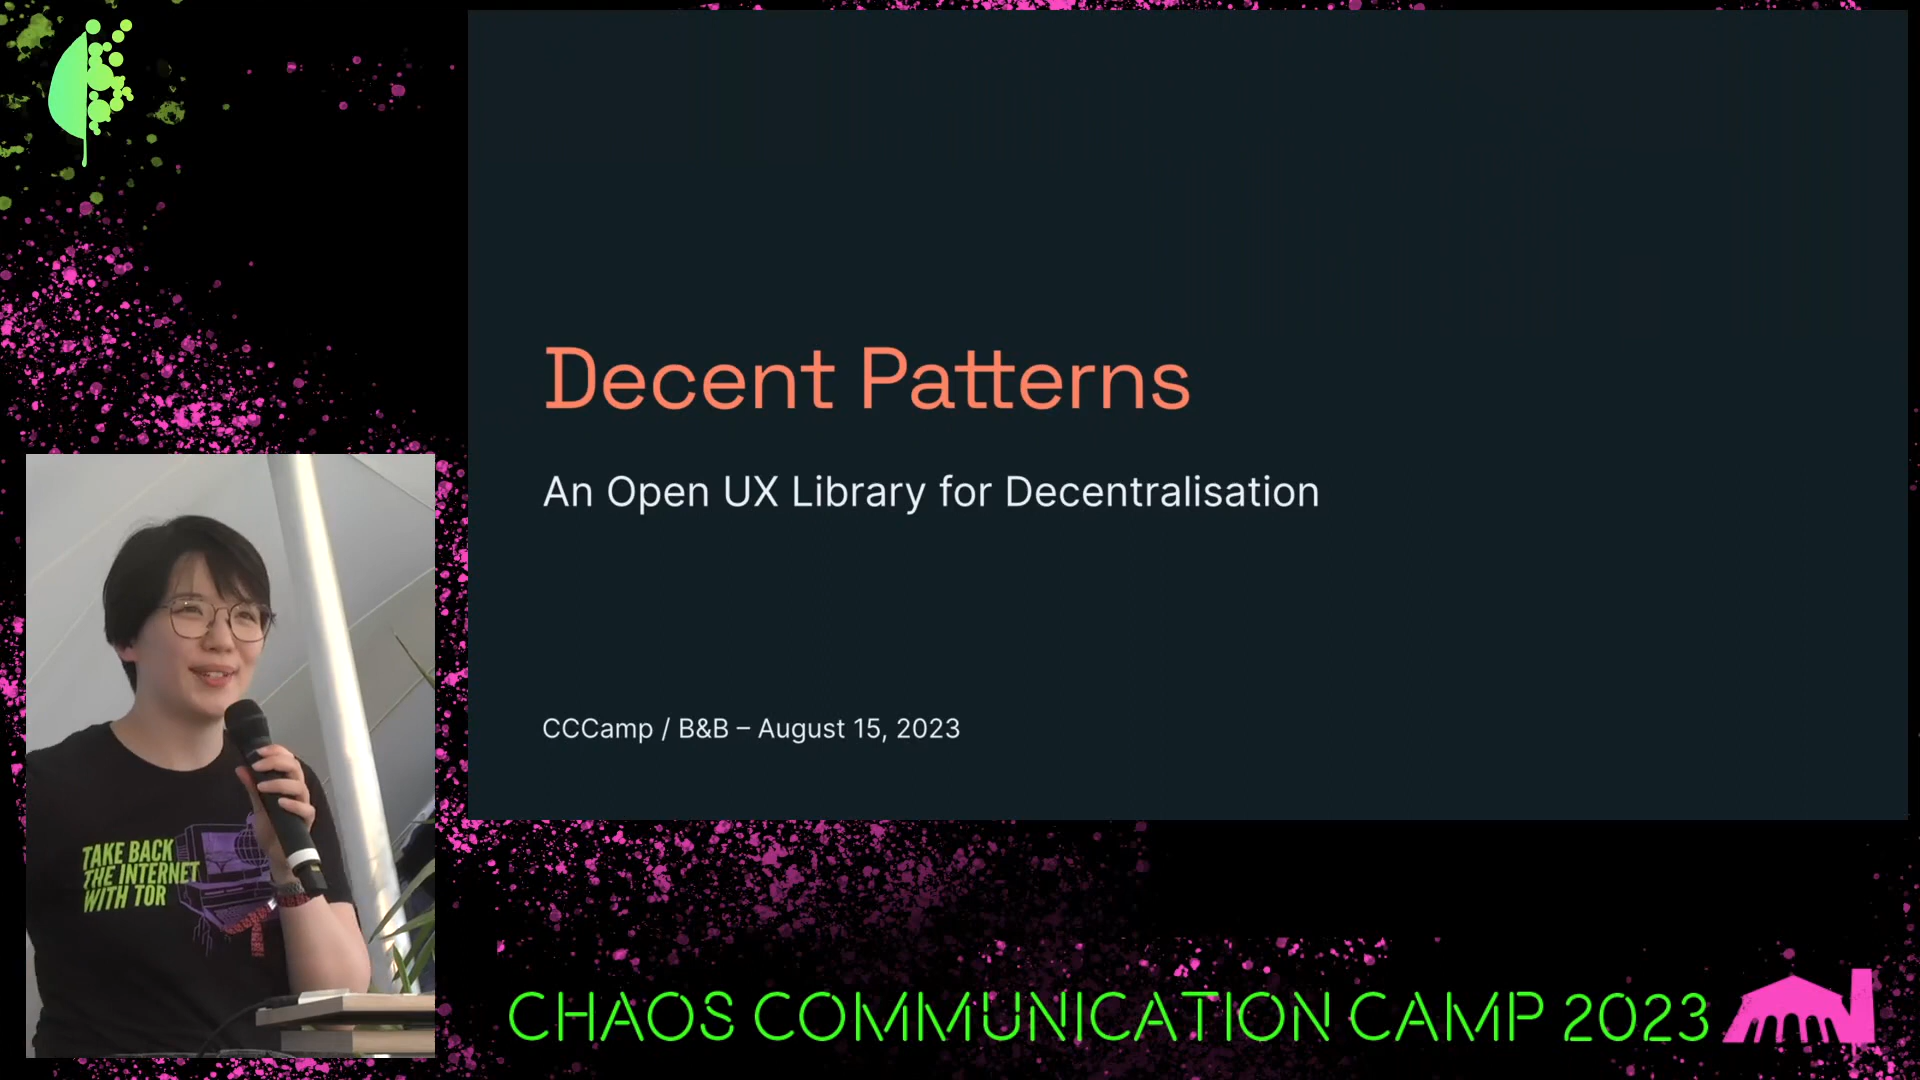 Decent Patterns
An Open UX Library for Decentralisation
CCCamp / B&B – August 15, 2023
TAKE BACK
THE INTERNET
WITH TOR
CHAOS COMMUNICATION CAMP 2023